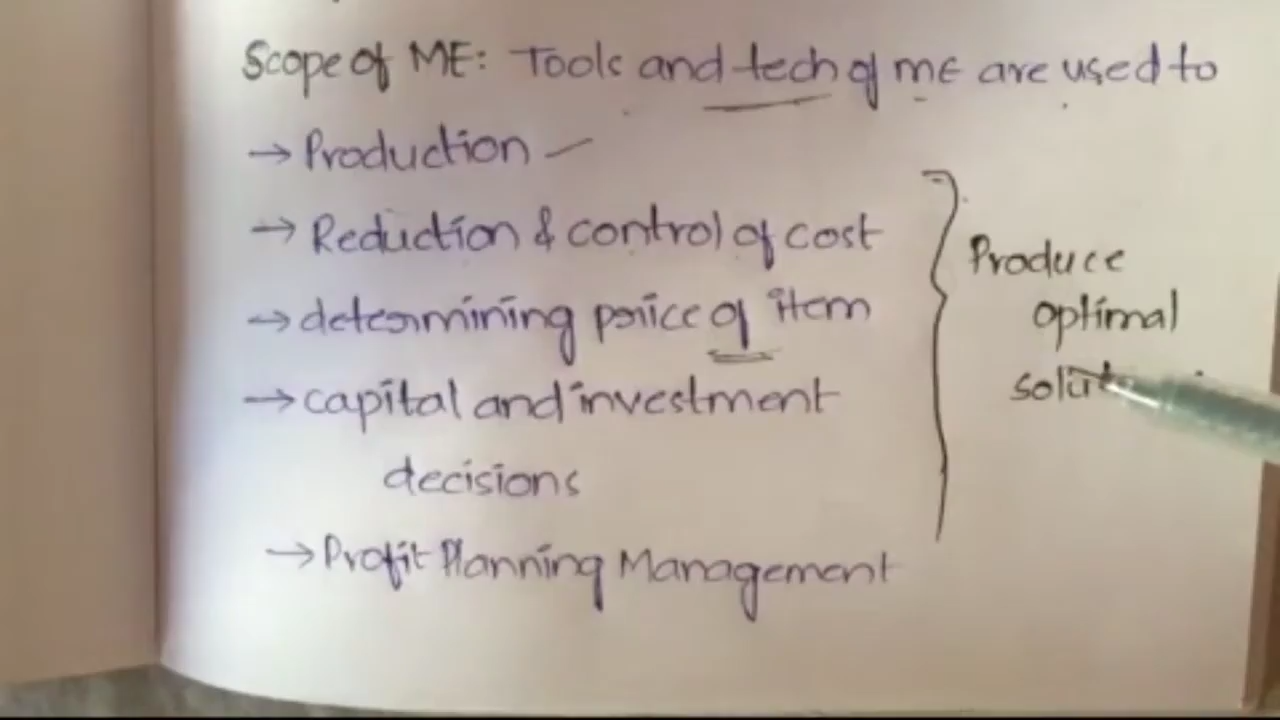 Scope of ME: Tools and tech of ME are used to
→ Production
→ Reduction & control of cost
→ determining price of item
→ capital and investment
decisions
→ Profit Planning Management
Produce
optimal